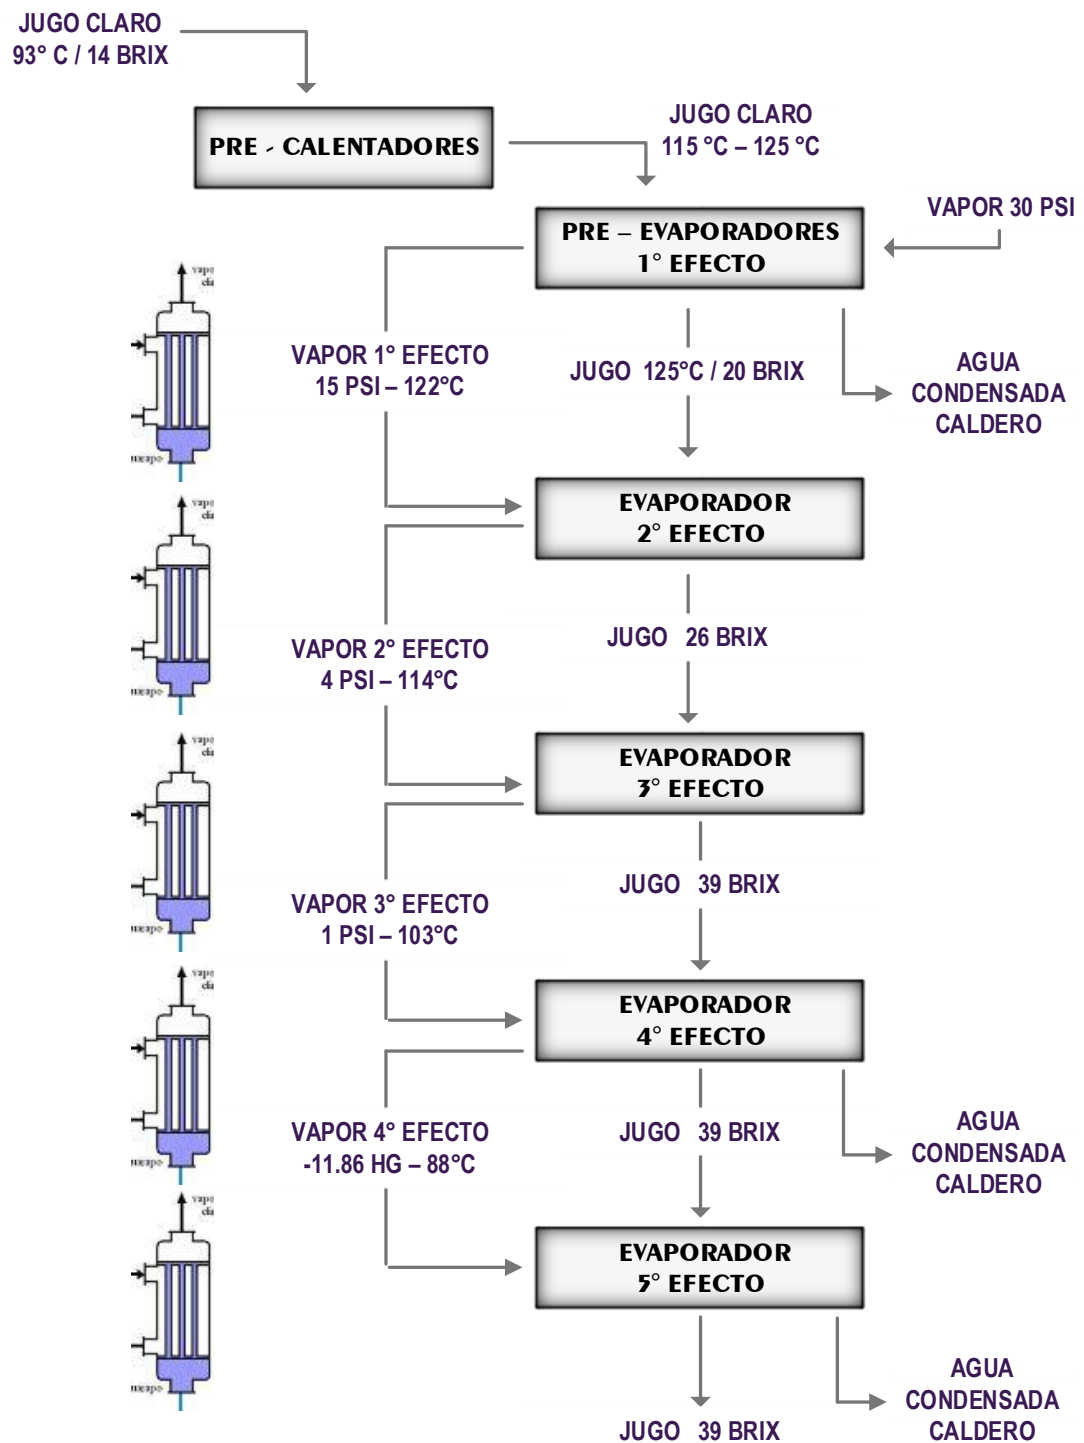 JUGO CLARO
93° C / 14 BRIX
PRE - CALENTADORES
JUGO CLARO
115 °C – 125 °C
VAPOR 30 PSI
PRE – EVAPORADORES
1° EFECTO
VAPOR 1° EFECTO
15 PSI – 122°C
JUGO 125°C / 20 BRIX
AGUA
CONDENSADA
CALDERO
EVAPORADOR
2° EFECTO
VAPOR 2° EFECTO
4 PSI – 114°C
JUGO 26 BRIX
EVAPORADOR
3° EFECTO
VAPOR 3° EFECTO
1 PSI – 103°C
JUGO 39 BRIX
EVAPORADOR
4° EFECTO
VAPOR 4° EFECTO
-11.86 HG – 88°C
JUGO 39 BRIX
AGUA
CONDENSADA
CALDERO
EVAPORADOR
5° EFECTO
JUGO 39 BRIX
AGUA
CONDENSADA
CALDERO